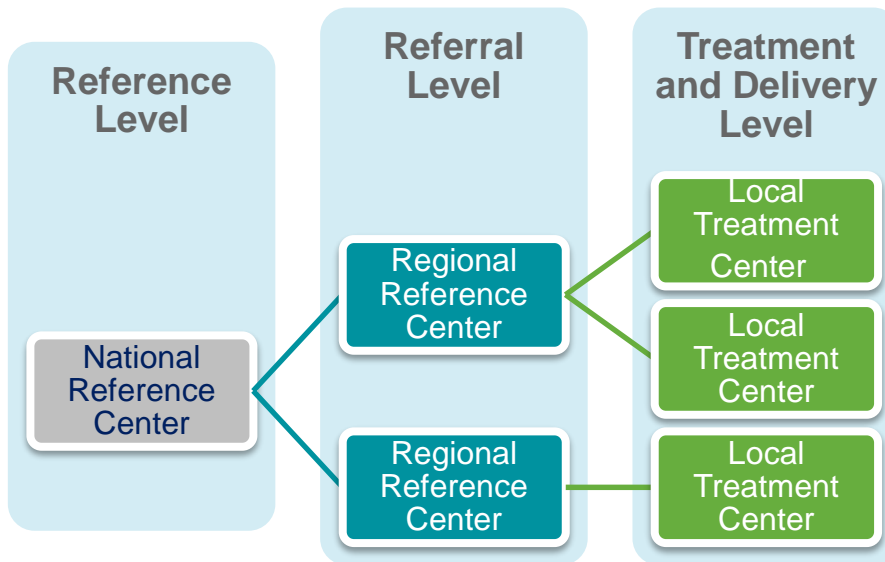 Reference
Level
Referral
Level
Treatment
and Delivery
Level
National
Reference
Center
Regional
Reference
Center
Regional
Reference
Center
Local
Treatment
Center
Local
Treatment
Center
Local
Treatment
Center